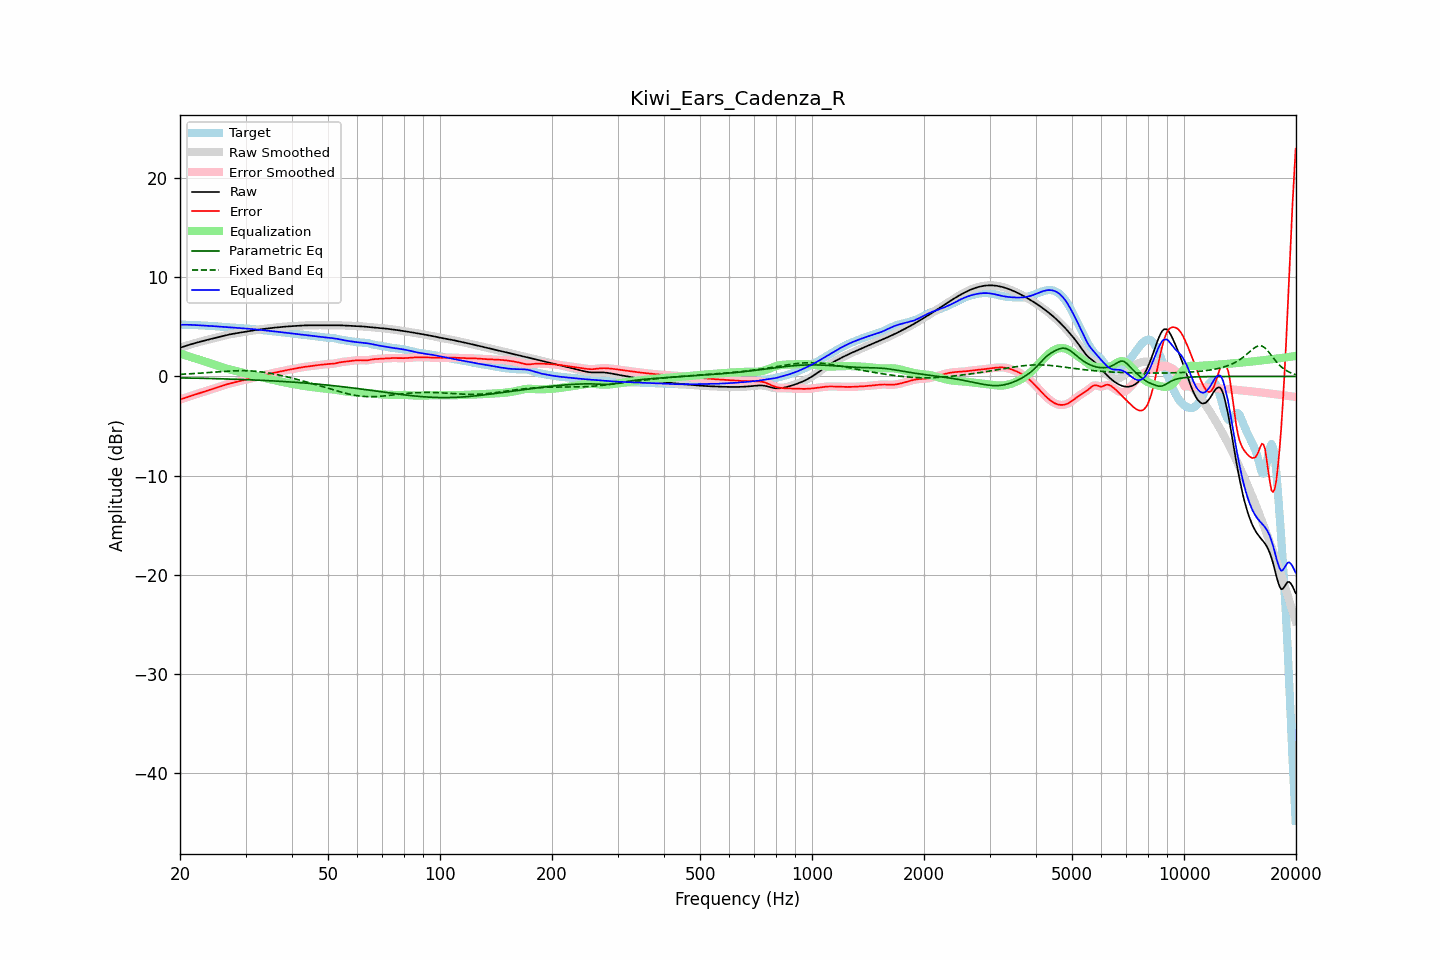 Kiwi_Ears_Cadenza_R
Target
Raw Smoothed
Error Smoothed
Raw
Error
Equalization
Parametric Eq
Fixed Band Eq
Equalized
20
10
0
−10
−20
−30
−40
Amplitude (dBr)
20
50
100
200
500
1000
2000
5000
10000
20000
Frequency (Hz)